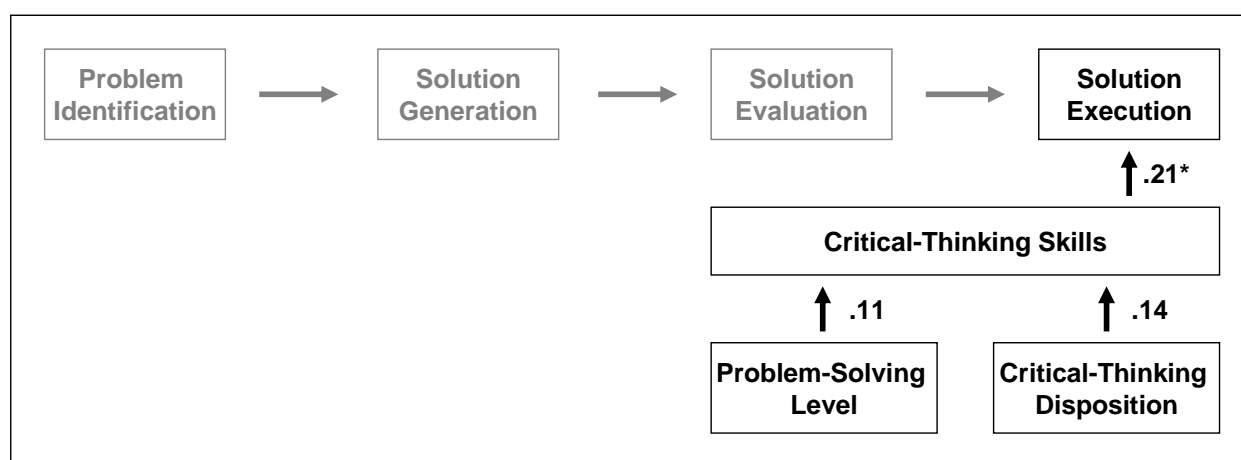 Problem
Identification
Solution
Generation
Solution
Evaluation
Solution
Execution
.21*
Critical-Thinking Skills
.11
.14
Problem-Solving
Level
Critical-Thinking
Disposition